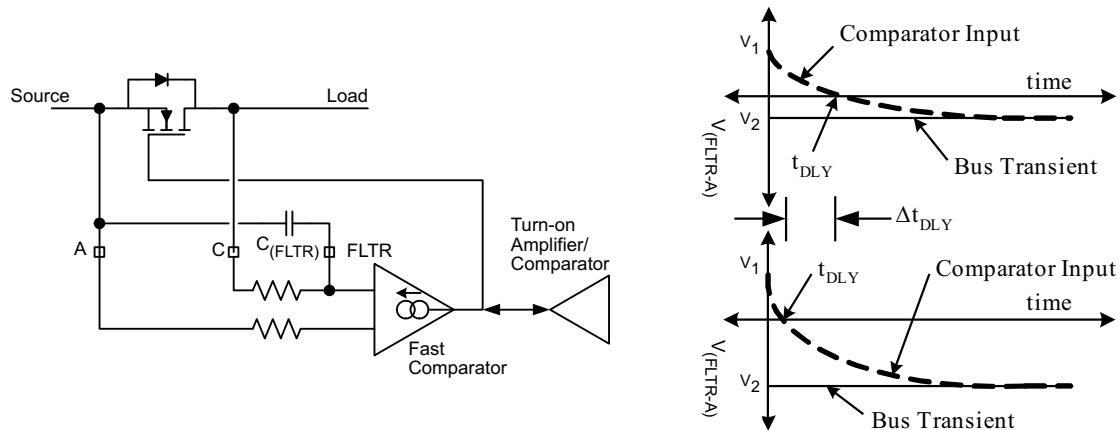 Source
Load
A
C
C(FLTR)
FLTR
Turn-on
Amplifier/
Comparator
Fast
Comparator
V1
Comparator Input
time
V2
V(FLTR-A)
tDLY
Bus Transient
ΔtDLY
V1
tDLY
Comparator Input
time
V(FLTR-A)
V2
Bus Transient